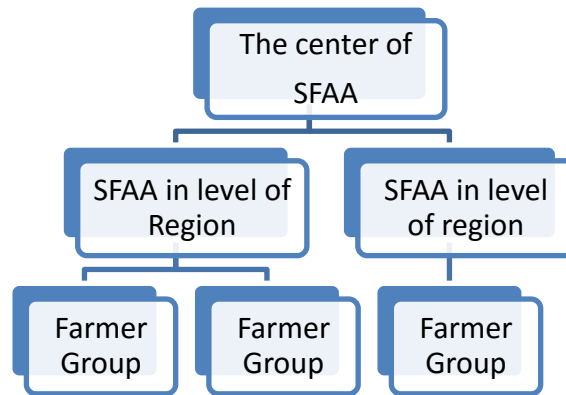 The center of
SFAA
SFAA in level of
Region
SFAA in level
of region
Farmer
Group
Farmer
Group
Farmer
Group